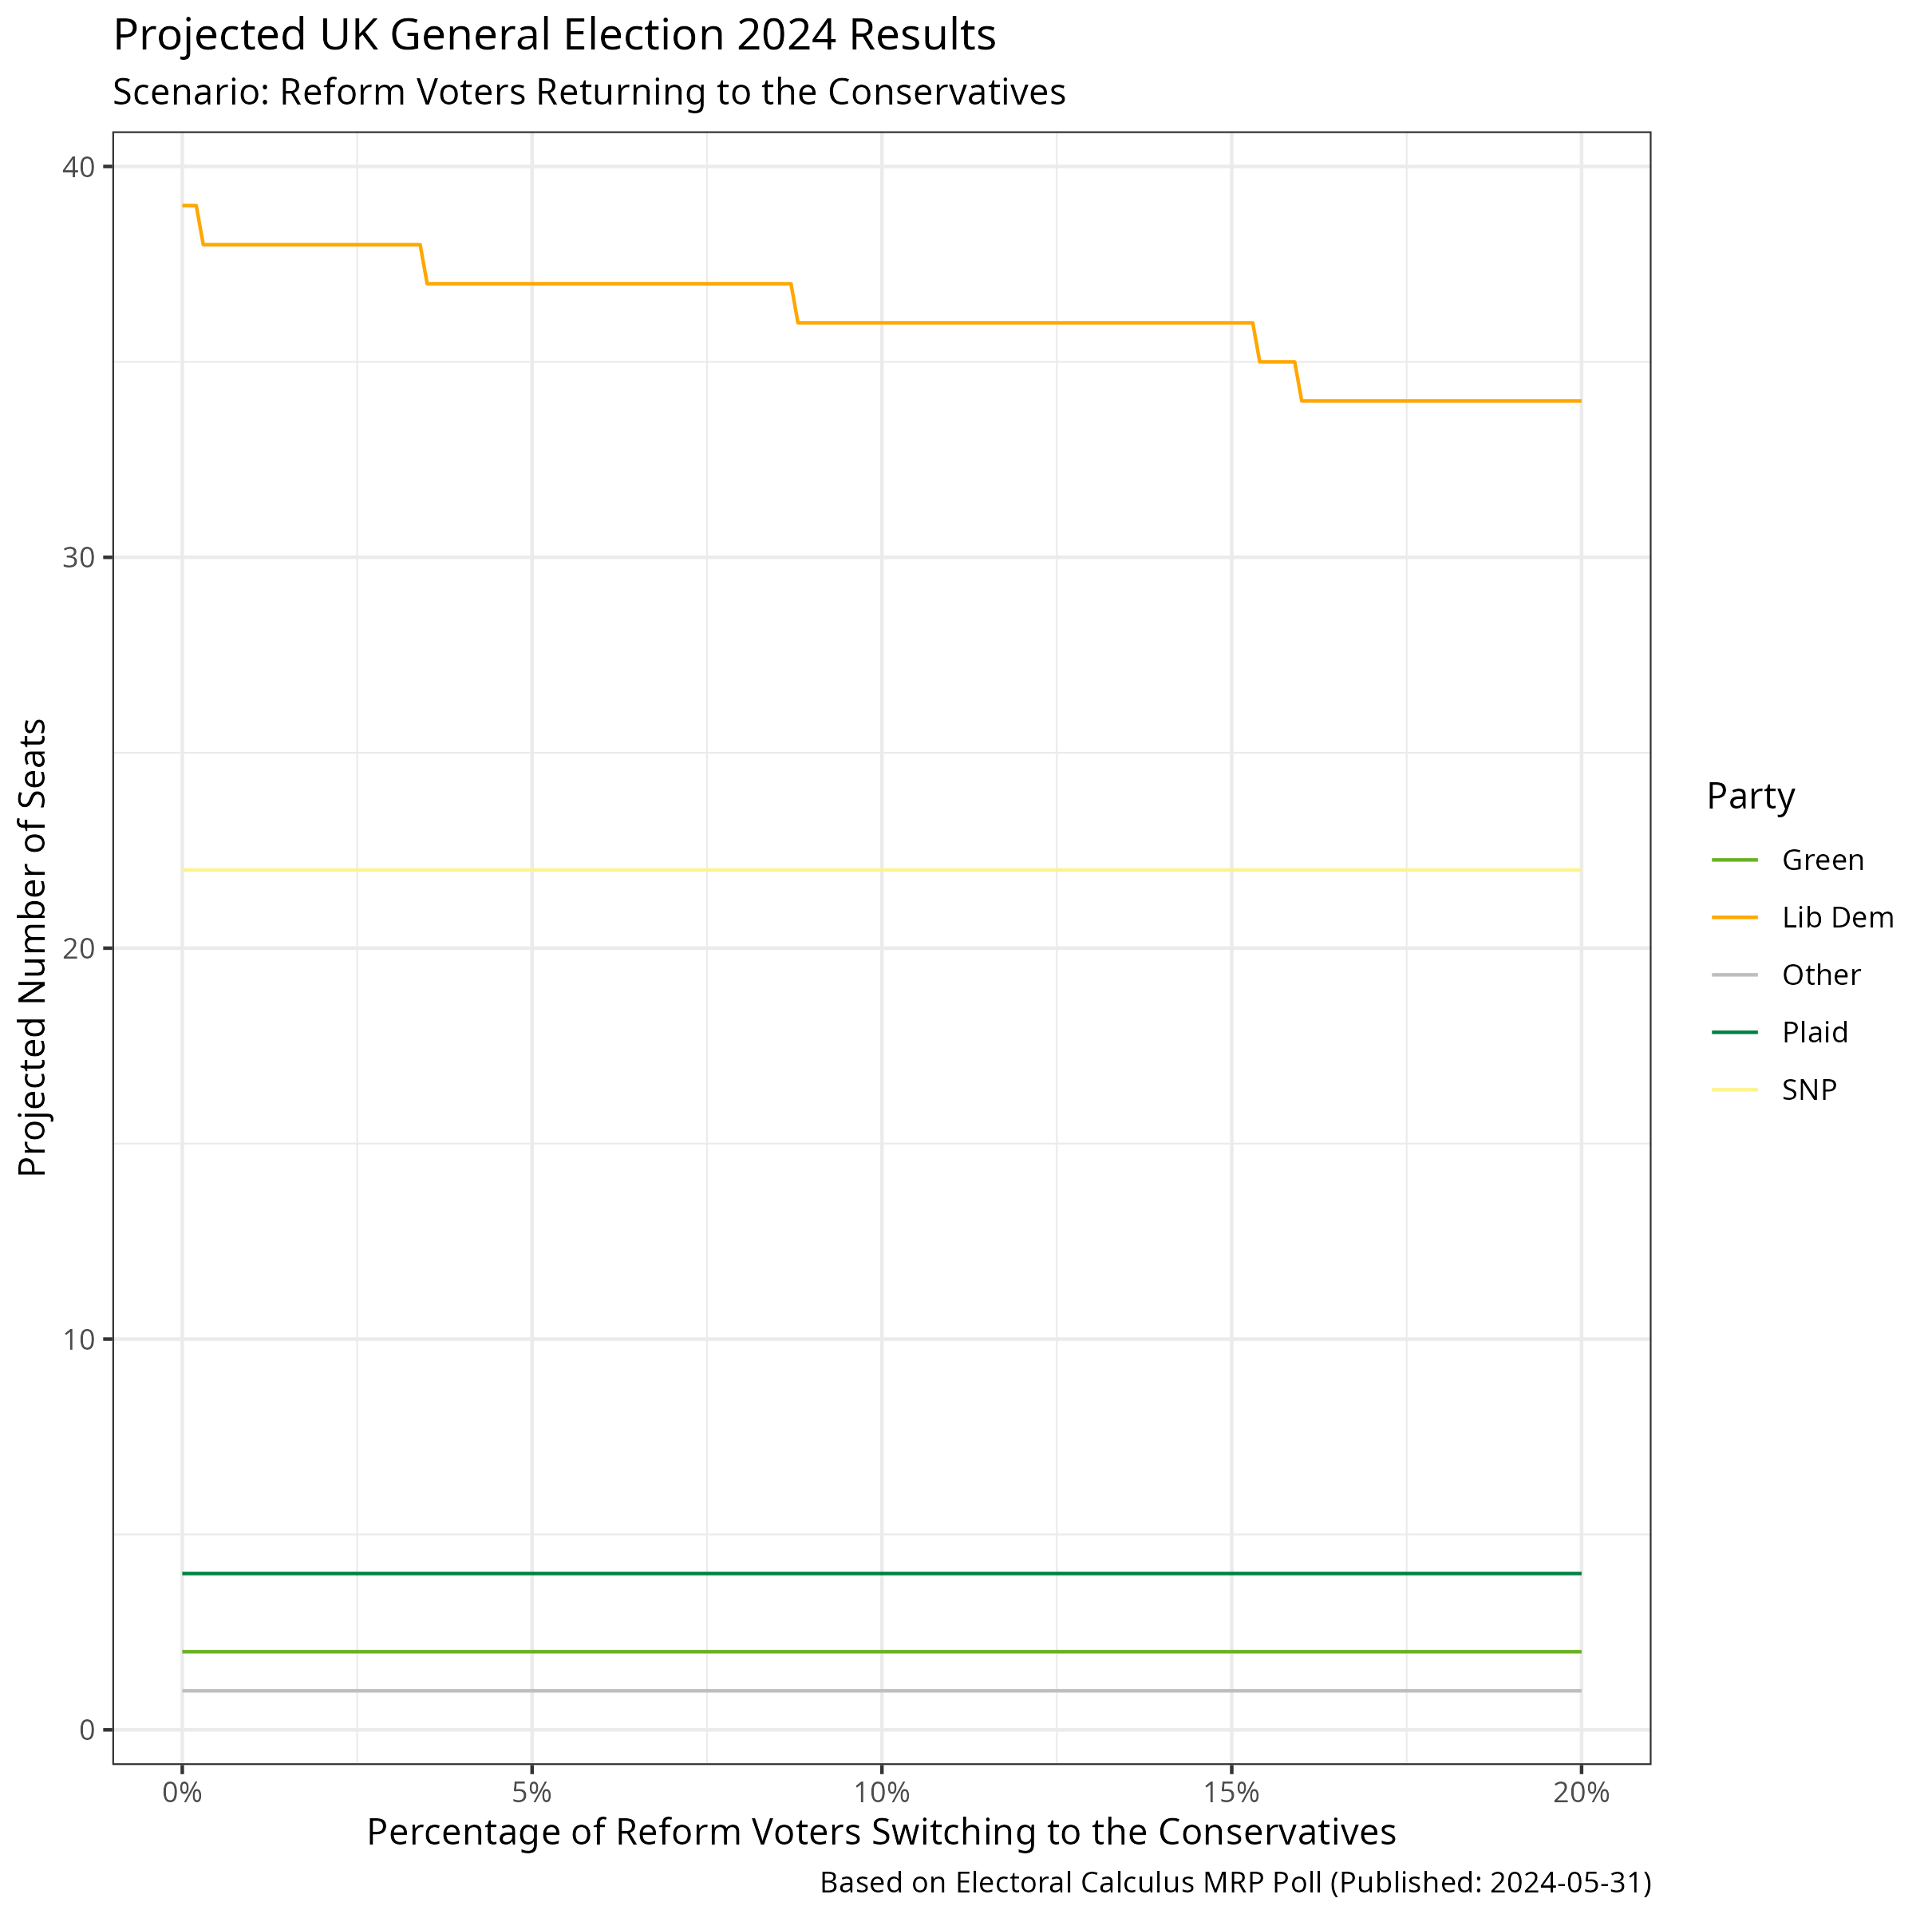 Projected UK General Election 2024 Results
Scenario: Reform Voters Returning to the Conservatives
Projected Number of Seats
40
30
20
10
0
0%
5%
10%
15%
20%
Percentage of Reform Voters Switching to the Conservatives
Based on Electoral Calculus MRP Poll (Published: 2024-05-31)
Party
Green
Lib Dem
Other
Plaid
SNP